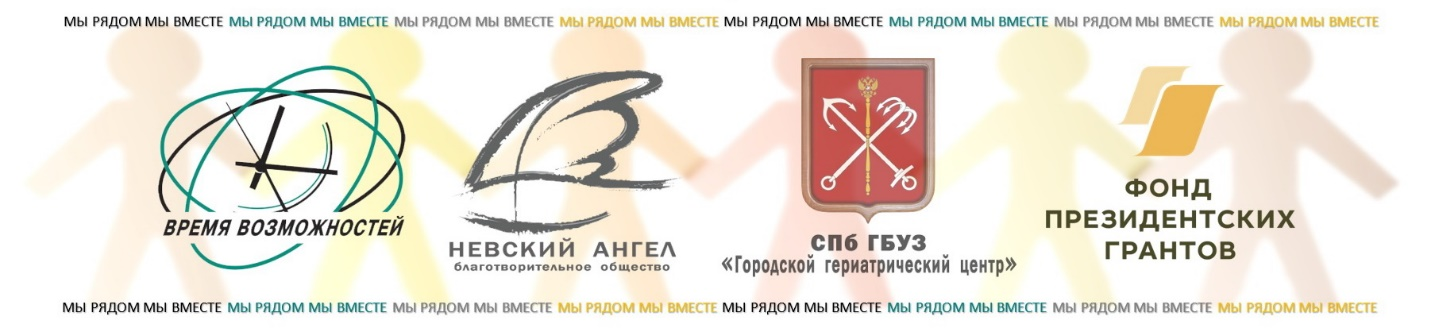 МЫ РЯДОМ МЫ ВМЕСТЕ МЫ РЯДОМ МЫ ВМЕСТЕ МЫ РЯДОМ МЫ ВМЕСТЕ МЫ РЯДОМ МЫ ВМЕСТЕ МЫ РЯДОМ МЫ ВМЕСТЕ МЫ РЯДОМ МЫ ВМЕСТЕ МЫ РЯДОМ МЫ ВМЕСТЕ МЫ РЯДОМ МЫ ВМЕСТЕ
ВРЕМЯ ВОЗМОЖНОСТЕЙ
НЕВСКИЙ АНГЕЛ
благотворительное общество
СПб ГБУЗ
«Городской гериатрический центр»
ФОНД
ПРЕЗИДЕНТСКИХ
ГРАНТОВ
МЫ РЯДОМ МЫ ВМЕСТЕ МЫ РЯДОМ МЫ ВМЕСТЕ МЫ РЯДОМ МЫ ВМЕСТЕ МЫ РЯДОМ МЫ ВМЕСТЕ МЫ РЯДОМ МЫ ВМЕСТЕ МЫ РЯДОМ МЫ ВМЕСТЕ МЫ РЯДОМ МЫ ВМЕСТЕ МЫ РЯДОМ МЫ ВМЕСТЕ